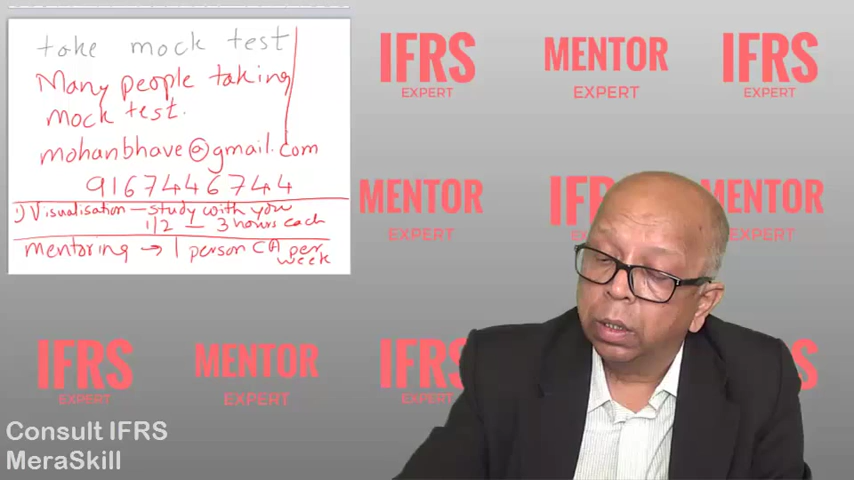 take mock test
Many people taking
mock test.
mohanbhave@gmail.com
9167446744
1) Visualisation - study with you
1/2 - 3 hours each
mentoring → 1 person CA per
week
IFRS
EXPERT
MENTOR
EXPERT
IFRS
EXPERT
MENTOR
EXPERT
IFRS
MENTOR
EXPERT
IFRS
EXPERT
MENTOR
EXPERT
IFRS
EXPERT
Consult IFRS
MeraSkill